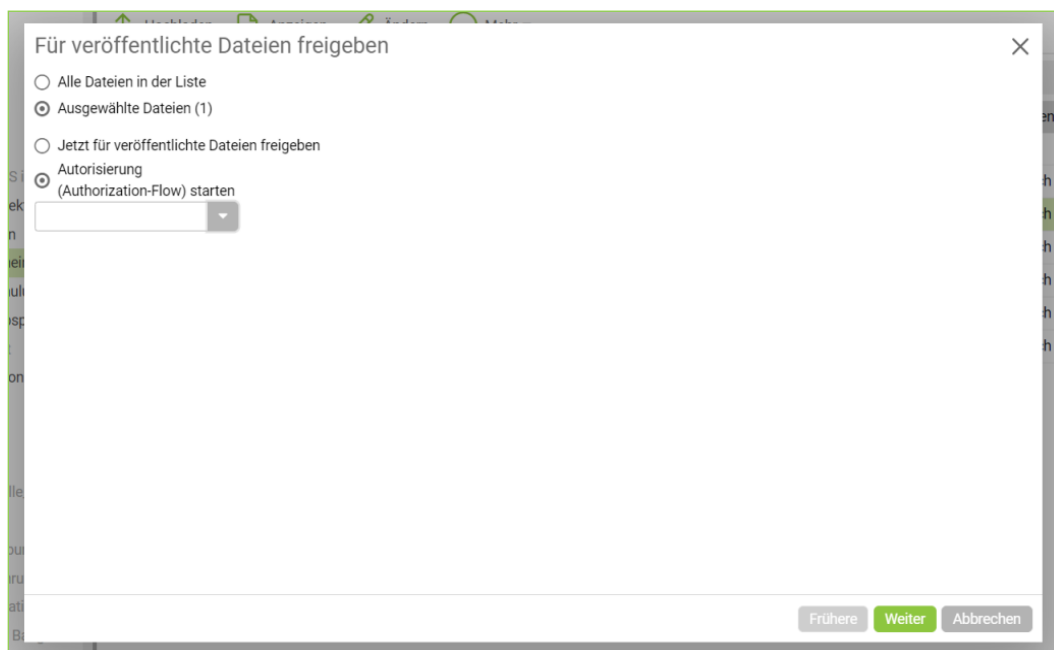 Für veröffentlichte Dateien freigeben
Alle Dateien in der Liste
Ausgewählte Dateien (1)
Jetzt für veröffentlichte Dateien freigeben
Autorisierung
(Authorization-Flow) starten
Frühere Weiter Abbrechen